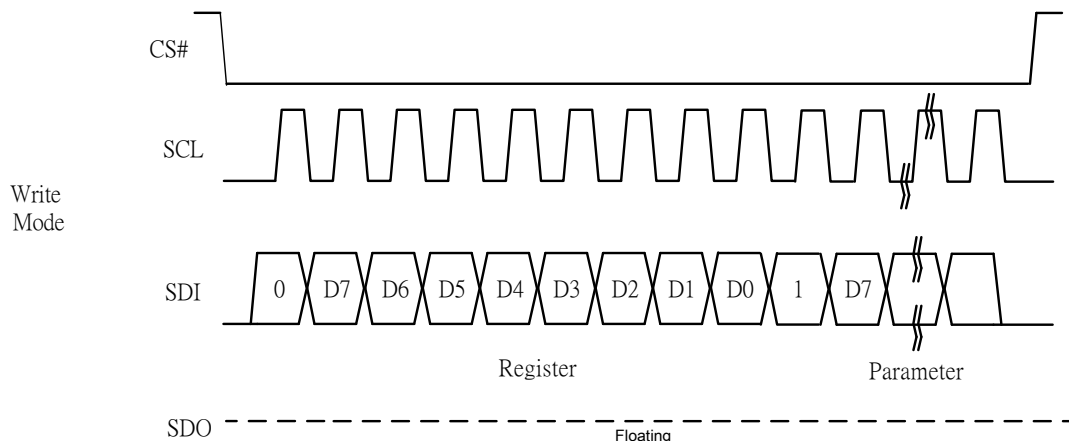 CS#
SCL
Write
Mode
SDI 0 D7 D6 D5 D4 D3 D2 D1 D0 1 D7
Register Parameter
SDO
Floating